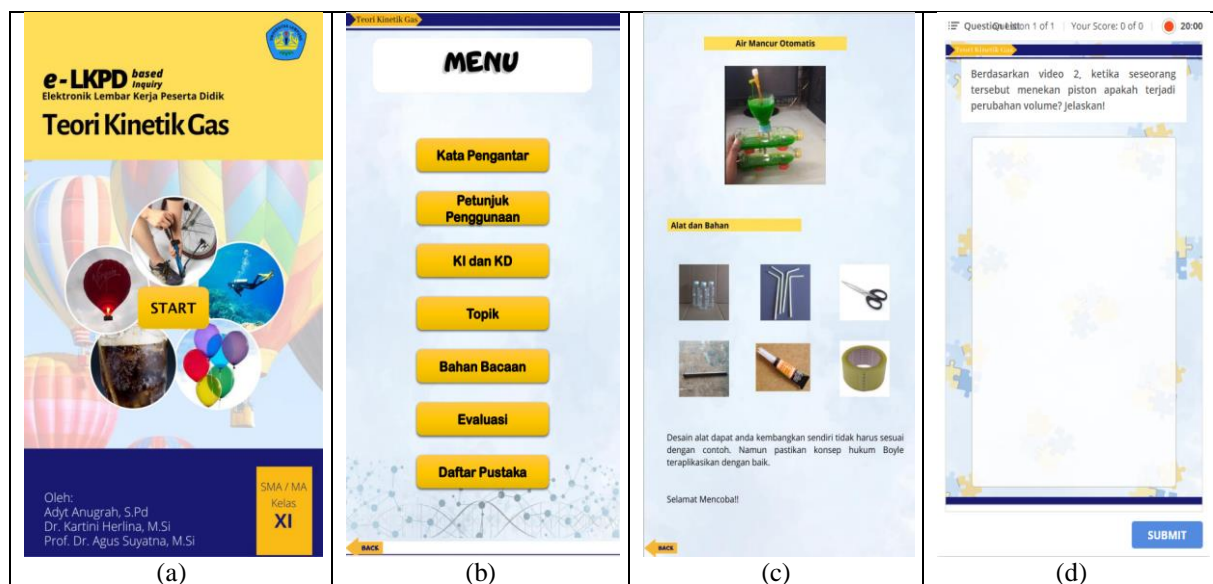 e-LKPD based Inquiry
Elektronik Lembar Kerja Peserta Didik
Teori Kinetik Gas
START
Oleh:
Adyt Anugrah, S.Pd
Dr. Kartini Herlina, M.Si
Prof. Dr. Agus Suyatna, M.Si
SMA / MA
Kelas
XI
(a)
Teori Kinetik Gas
MENU
Kata Pengantar
Petunjuk
Penggunaan
KI dan KD
Topik
Bahan Bacaan
Evaluasi
Daftar Pustaka
BACK
(b)
Air Mancur Otomatis
Alat dan Bahan
Desain alat dapat anda kembangkan sendiri tidak harus sesuai
dengan contoh. Namun pastikan konsep hukum Boyle
teraplikasikan dengan baik.
Selamat Mencoba!!
BACK
(c)
Question List Question 1 of 1 Your Score: 0 of 0 20:00
Teori Kinetik Gas
Berdasarkan video 2, ketika seseorang
tersebut menekan piston apakah terjadi
perubahan volume? Jelaskan!
SUBMIT
(d)